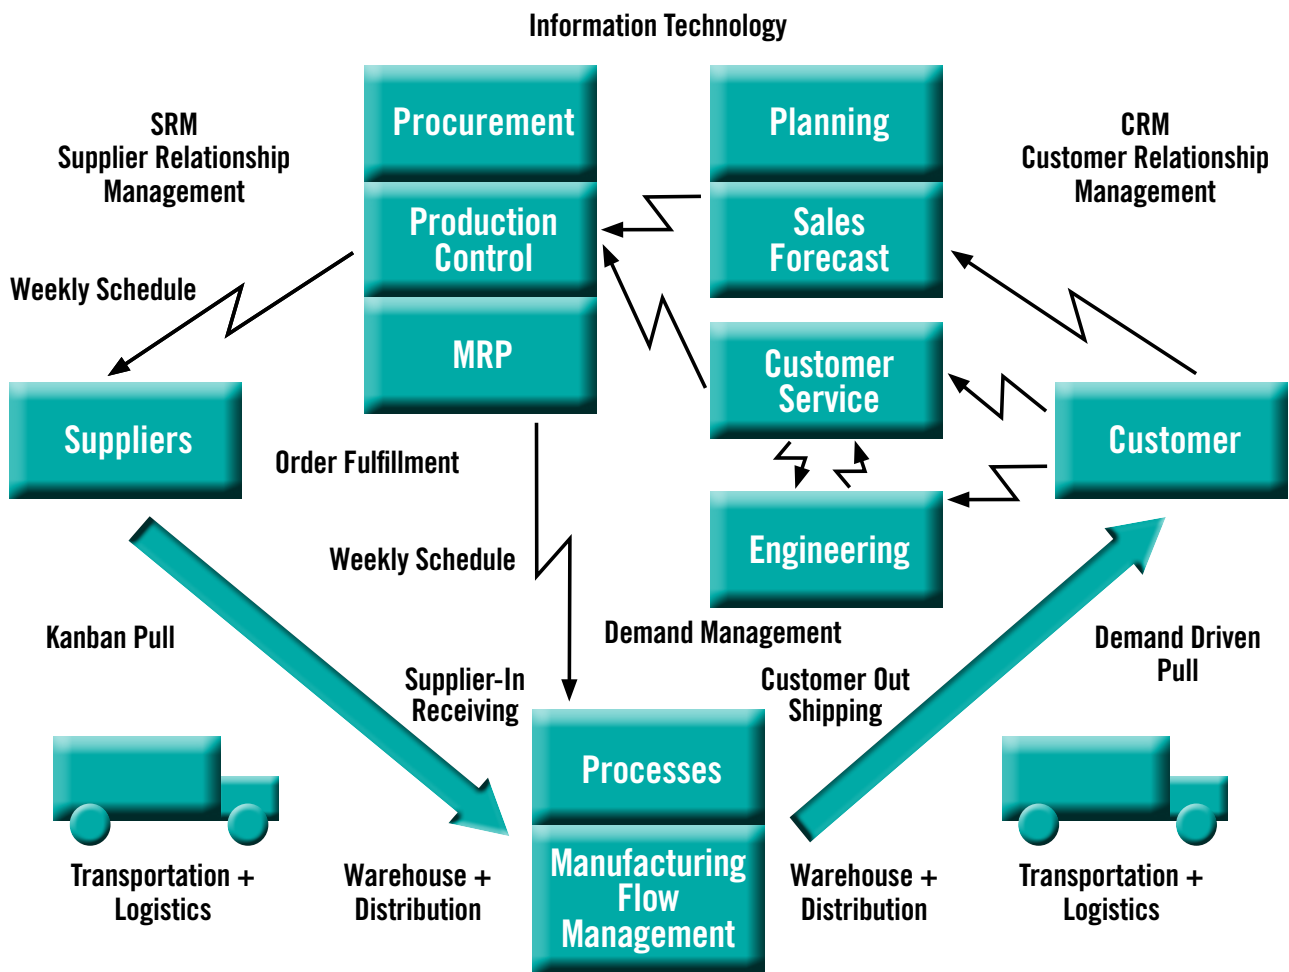 Information Technology
SRM
Supplier Relationship
Management
Procurement
Planning
CRM
Customer Relationship
Management
Production
Control
Sales
Forecast
Weekly Schedule
MRP
Customer
Service
Suppliers
Customer
Order Fulfillment
Weekly Schedule
Engineering
Kanban Pull
Demand Management
Demand Driven
Pull
Supplier-In
Receiving
Customer Out
Shipping
Processes
Transportation +
Logistics
Warehouse +
Distribution
Manufacturing
Flow
Management
Warehouse +
Distribution
Transportation +
Logistics